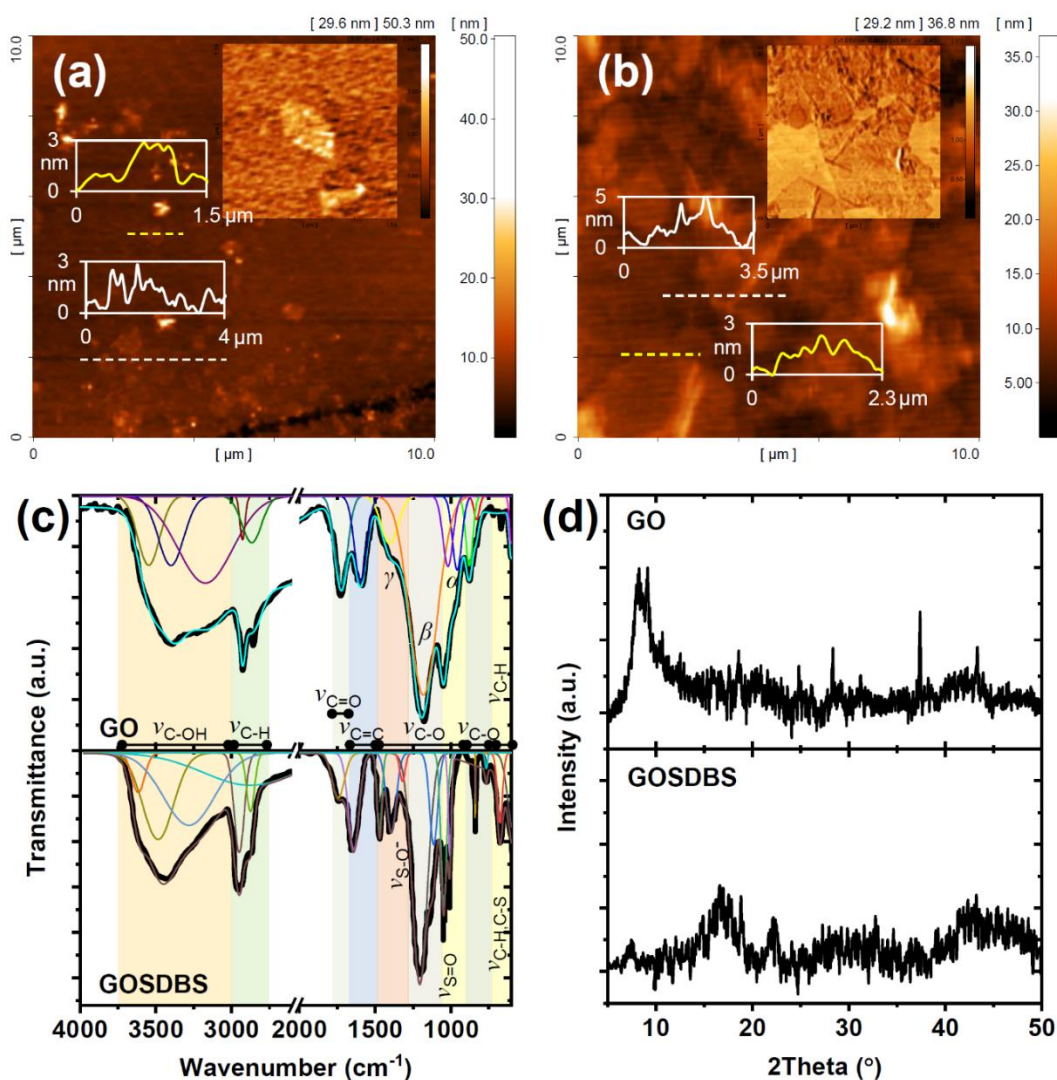 [ 29.6 nm] 50.3 nm [ nm]
10.0
(a)
50.0
40.0
30.0
20.0
10.0
[ µm]
3
nm
0
0
1.5 µm
3
nm
0
0
4 µm
0
0
[ µm]
10.0
[ 29.2 nm] 36.8 nm [ nm]
10.0
(b)
35.0
30.0
25.0
20.0
15.0
10.0
5.00
[ µm]
5
nm
0
0
3.5 µm
3
nm
0
0
2.3 µm
0
0
[ µm]
10.0
(c)
γ
α
β
GO
νC-OH
νC-H
νC=O
νC=C
νC-O
νC-O
νC-H
νS-O-
νS=O
νC-H,C-S
GOSDBS
Transmittance (a.u.)
4000
3500
3000
2500
2000
1500
1000
Wavenumber (cm-1)
(d)
GO
GOSDBS
Intensity (a.u.)
10
20
30
40
50
2Theta (°)